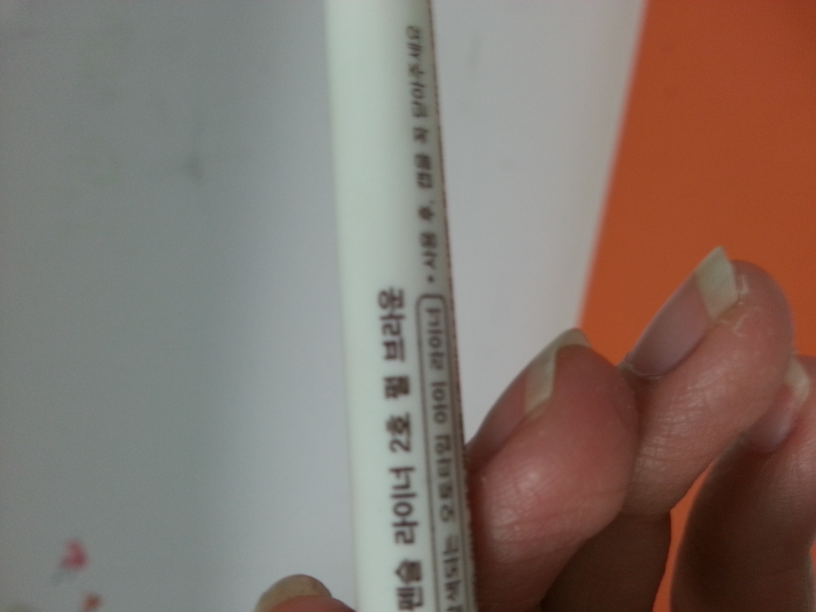 펜슬 라이너 2호 펄 브라운
오토타입 아이 라이너 • 사용 후, 캡을 꼭 닫아주세요